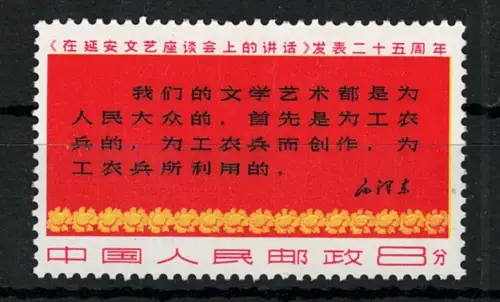 《在延安文艺座谈会上的讲话》发表二十五周年
我们的文学艺术都是为
人民大众的，首先是为工农
兵的，为工农兵而创作，为
工农兵所利用的。
毛泽东
中国人民邮政 8分